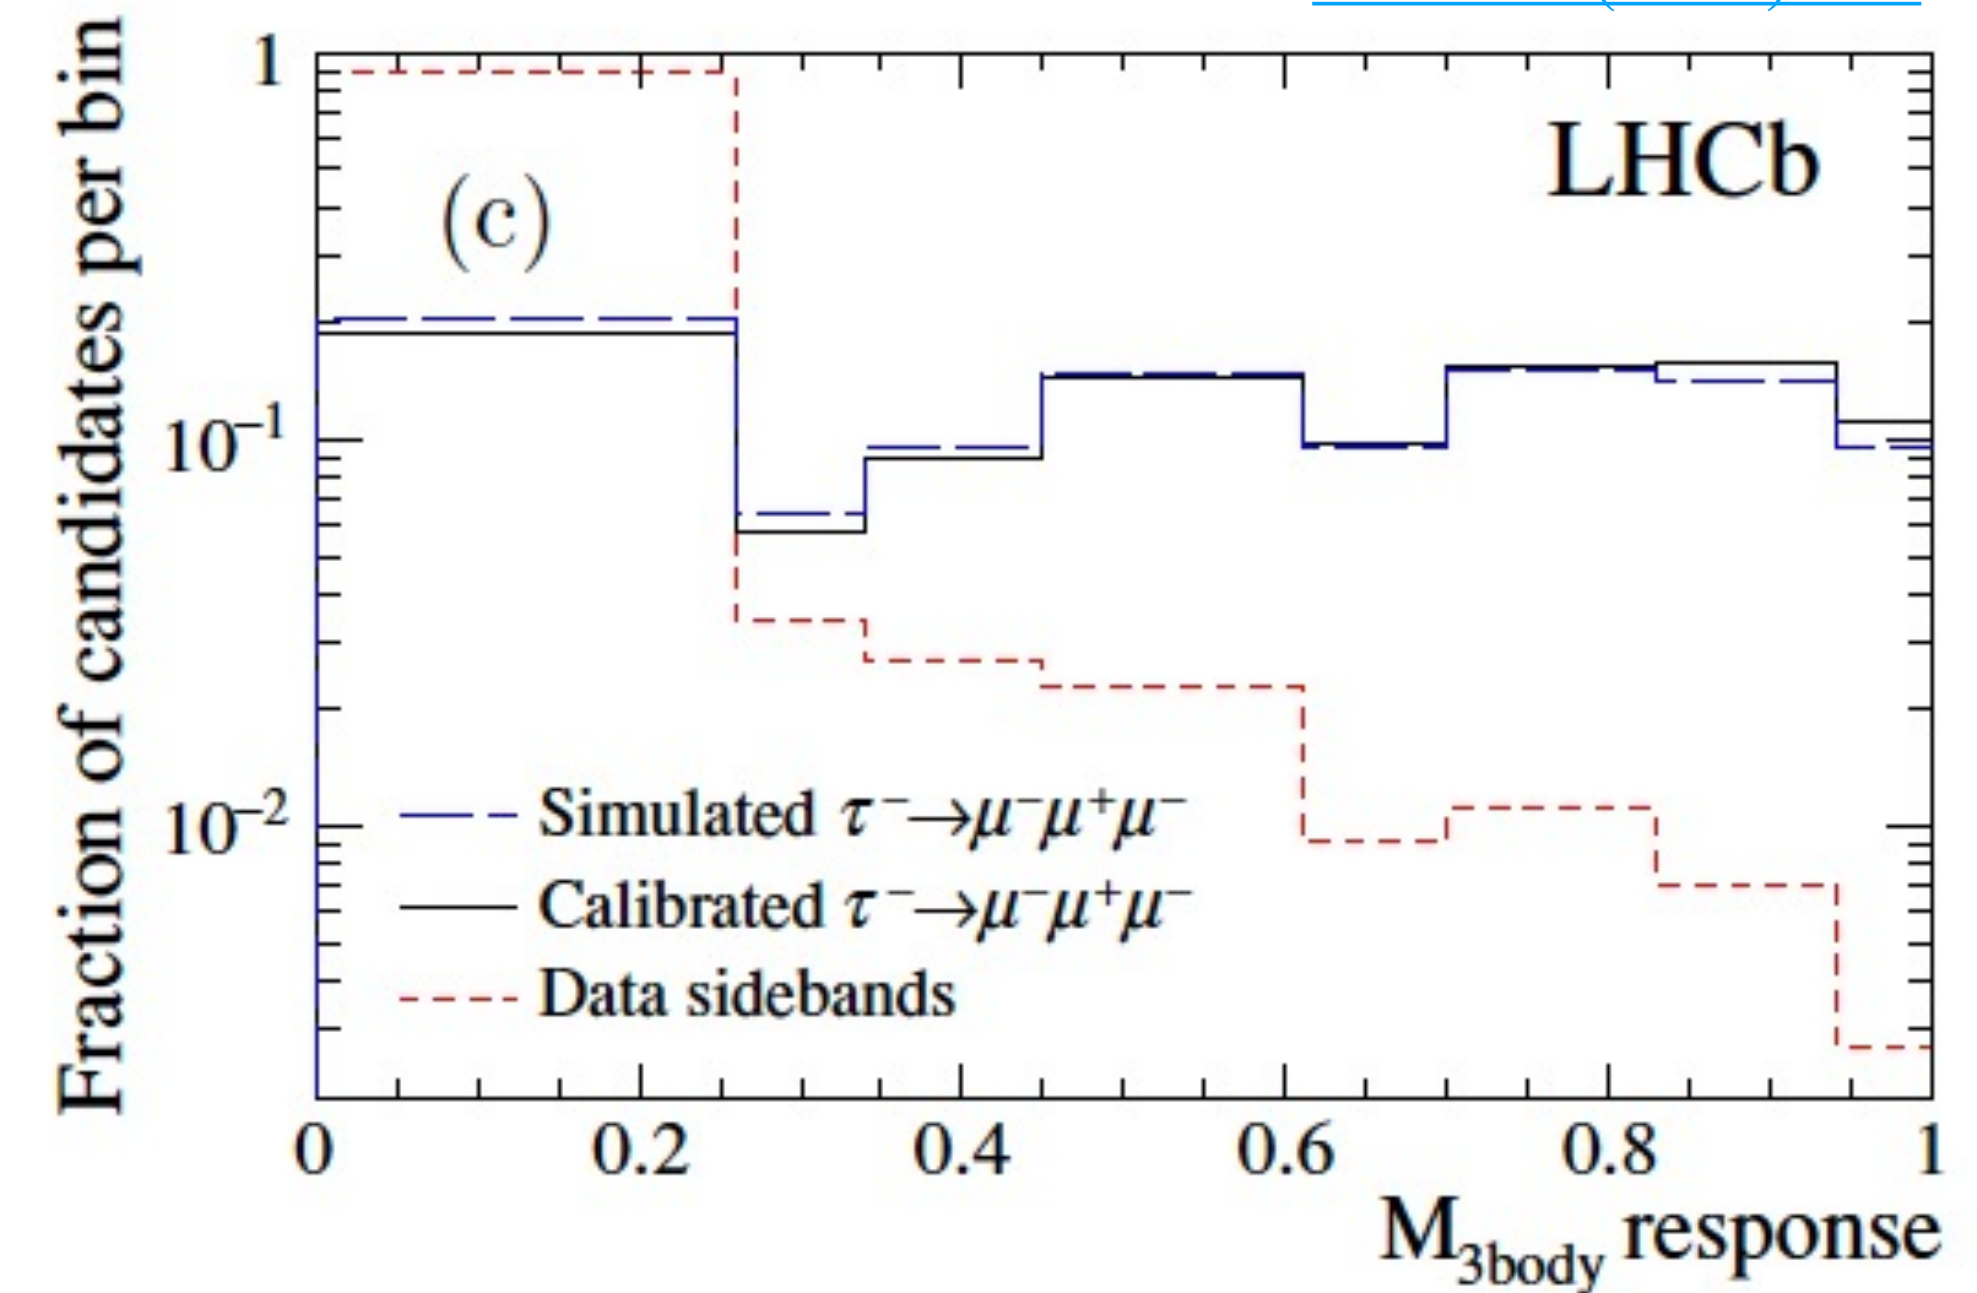 Fraction of candidates per bin
1
10⁻¹
10⁻²
(c)
LHCb
Simulated τ⁻→μ⁻μ⁺μ⁻
Calibrated τ⁻→μ⁻μ⁺μ⁻
Data sidebands
0 0.2 0.4 0.6 0.8 1
M3body response